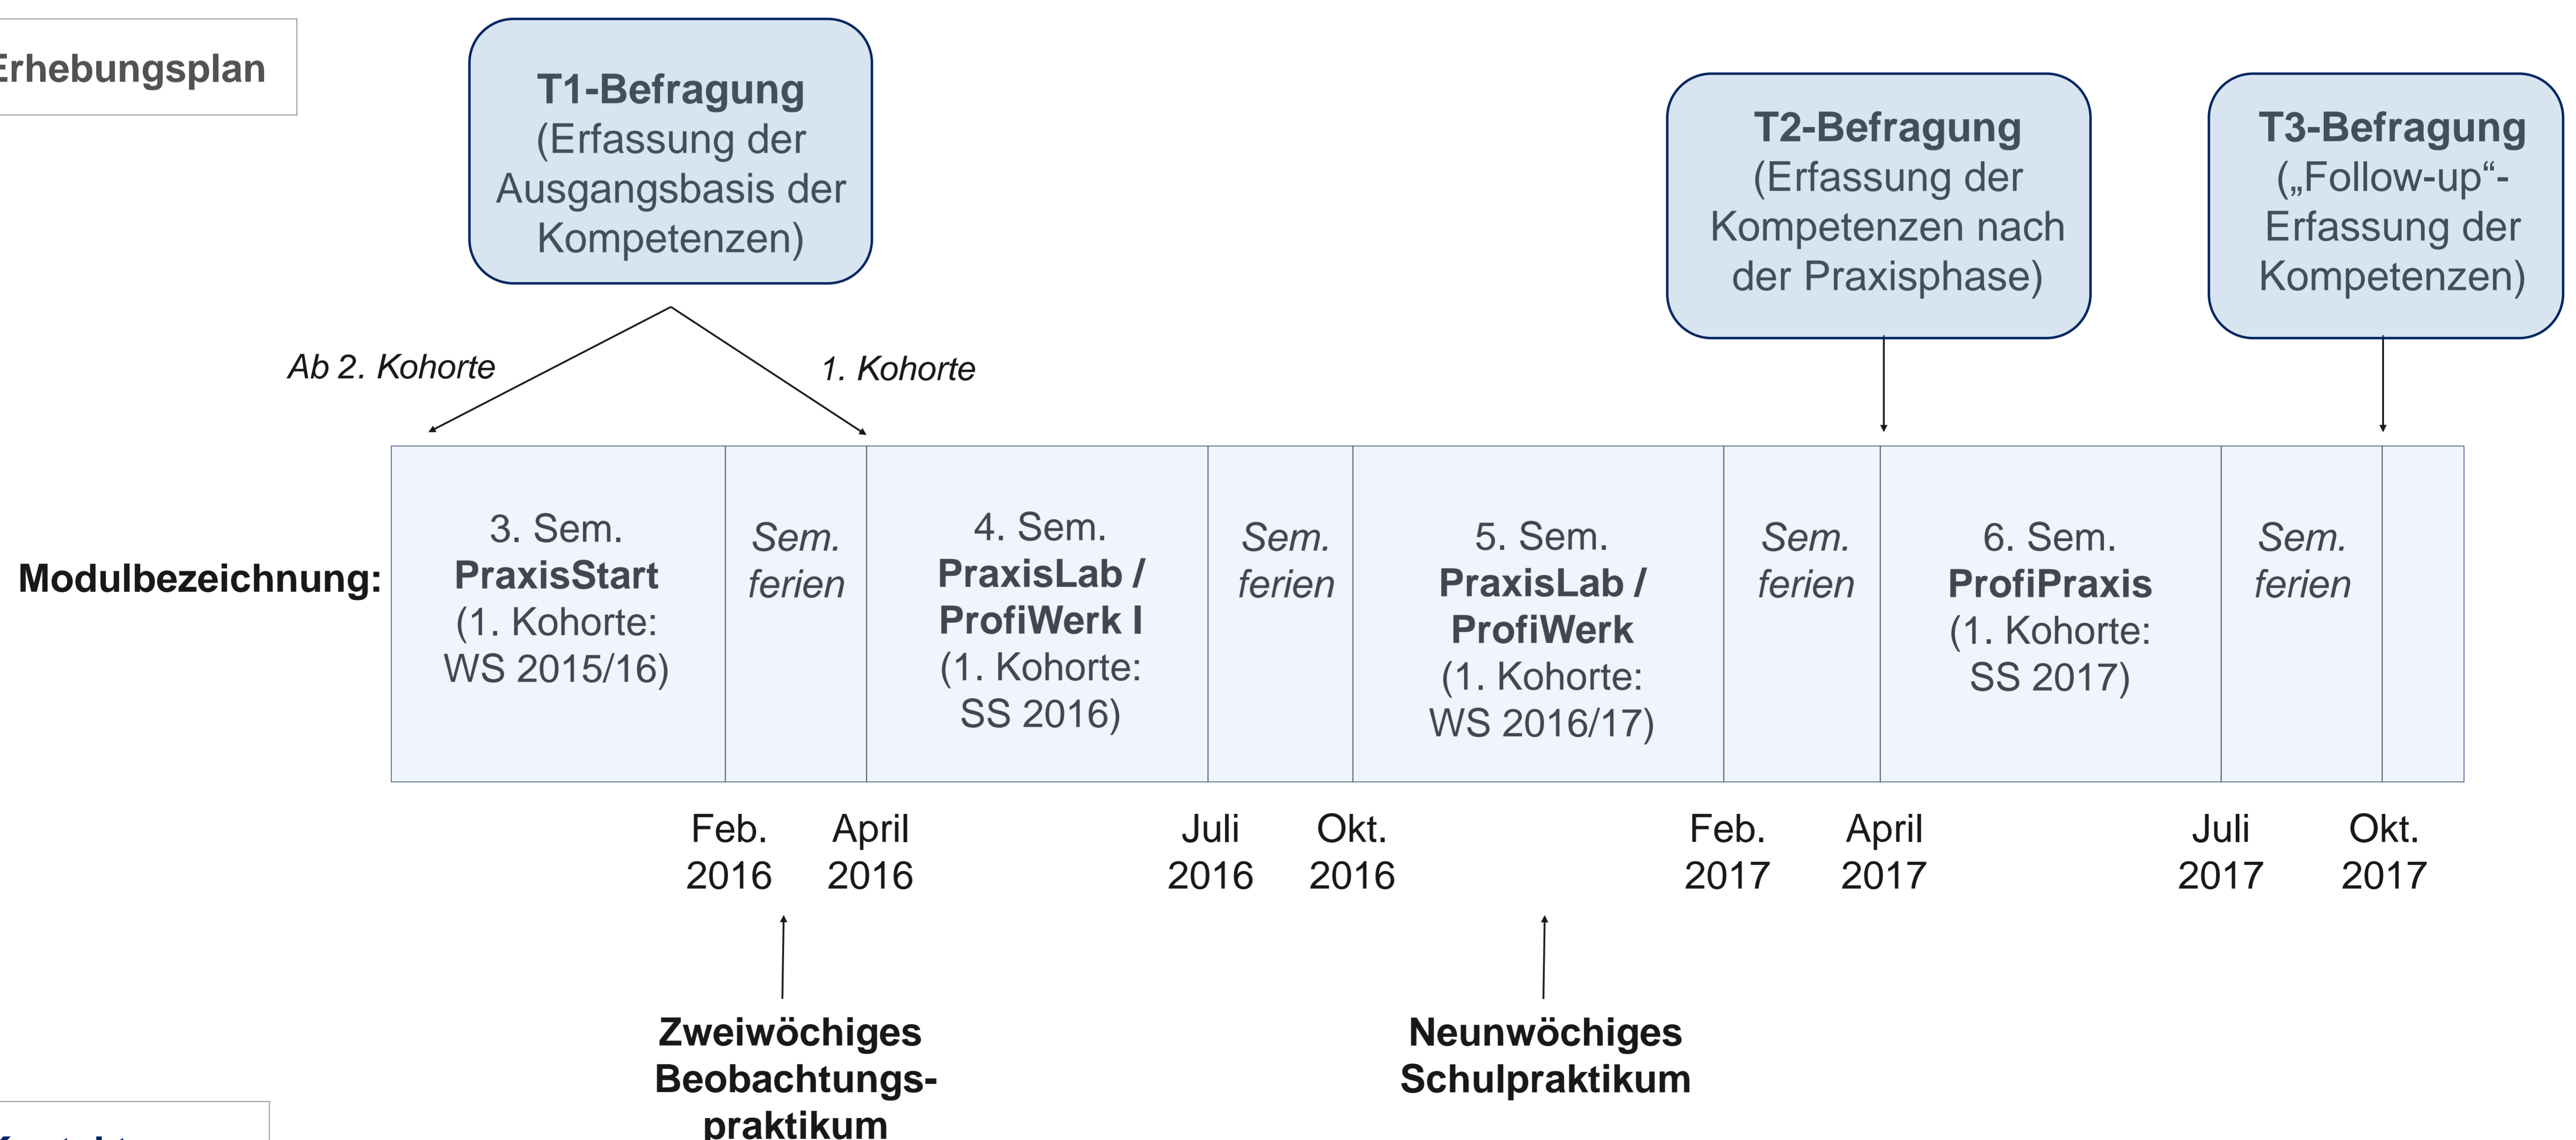 Erhebungsplan
T1-Befragung
(Erfassung der
Ausgangsbasis der
Kompetenzen)
T2-Befragung
(Erfassung der
Kompetenzen nach
der Praxisphase)
T3-Befragung
(„Follow-up“-
Erfassung der
Kompetenzen)
Ab 2. Kohorte
1. Kohorte
Modulbezeichnung:
3. Sem.
PraxisStart
(1. Kohorte:
WS 2015/16)
Sem.
ferien
4. Sem.
PraxisLab /
ProfiWerk I
(1. Kohorte:
SS 2016)
Sem.
ferien
5. Sem.
PraxisLab /
ProfiWerk
(1. Kohorte:
WS 2016/17)
Sem.
ferien
6. Sem.
ProfiPraxis
(1. Kohorte:
SS 2017)
Sem.
ferien
Feb.
2016
April
2016
Juli
2016
Okt.
2016
Feb.
2017
April
2017
Juli
2017
Okt.
2017
Zweiwöchiges
Beobachtungs-
praktikum
Neunwöchiges
Schulpraktikum